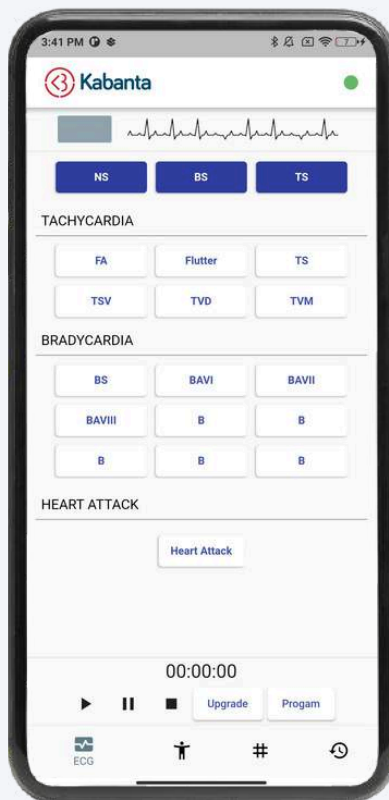 3:41 PM 7
Kabanta
NS BS TS
TACHYCARDIA
FA Flutter TS
TSV TVD TVM
BRADYCARDIA
BS BAVI BAVII
BAVIII B B
B B B
HEART ATTACK
Heart Attack
00:00:00
Upgrade Progam
ECG #